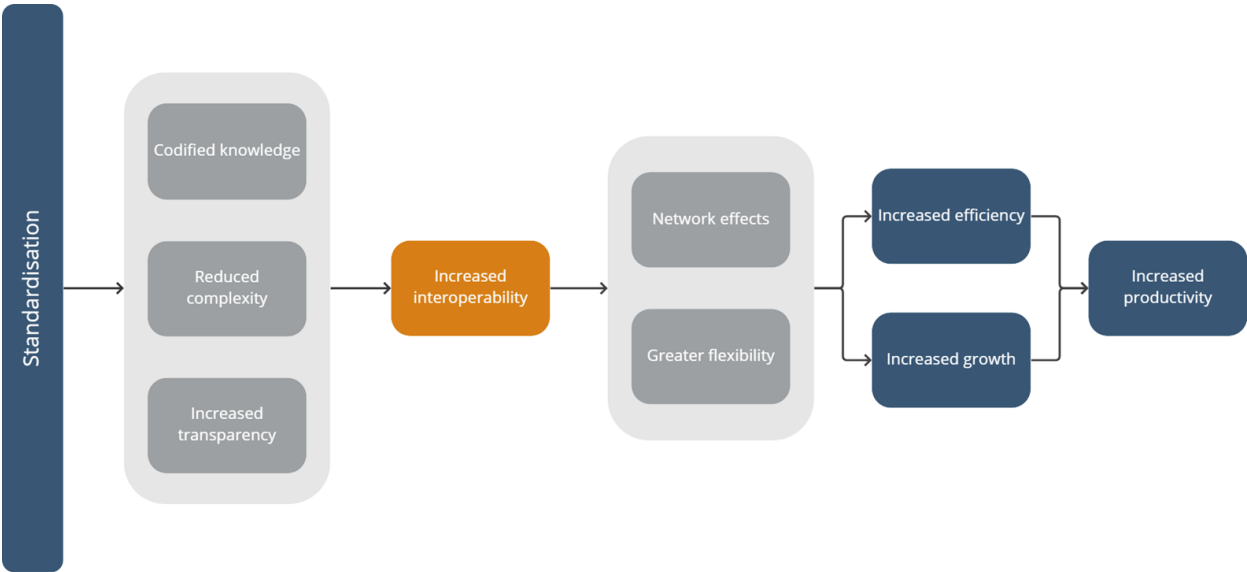 Standardisation
Codified knowledge
Reduced
complexity
Increased
transparency
Increased
interoperability
Network effects
Greater flexibility
Increased efficiency
Increased growth
Increased
productivity